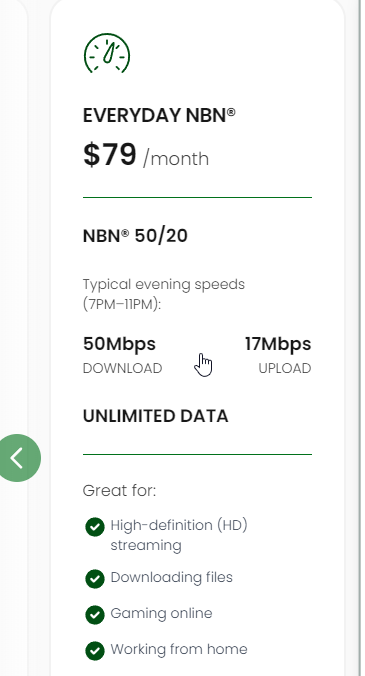 EVERYDAY NBN®
$79 /month
NBN® 50/20
Typical evening speeds
(7PM–11PM):
50Mbps 17Mbps
DOWNLOAD UPLOAD
UNLIMITED DATA
Great for:
High-definition (HD)
streaming
Downloading files
Gaming online
Working from home